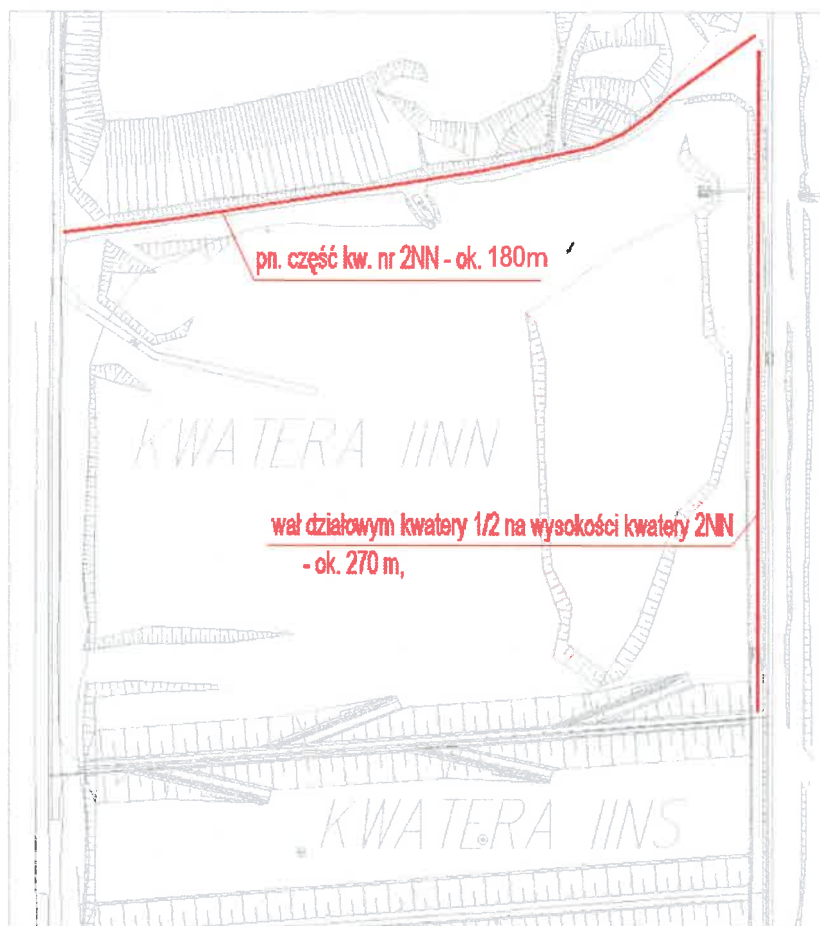 pn. część kw. nr 2NN - ok. 180m
KWATERA IINN
wał działowym kwatery 1/2 na wysokości kwatery 2NN
- ok. 270 m,
KWATERA IINS